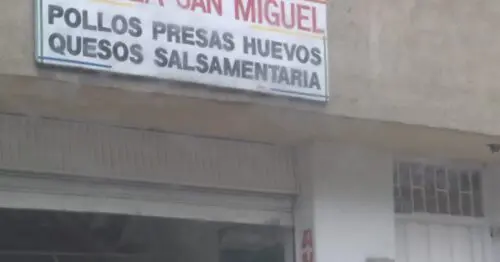 SAN MIGUEL
POLLOS PRESAS HUEVOS
QUESOS SALSAMENTARIA